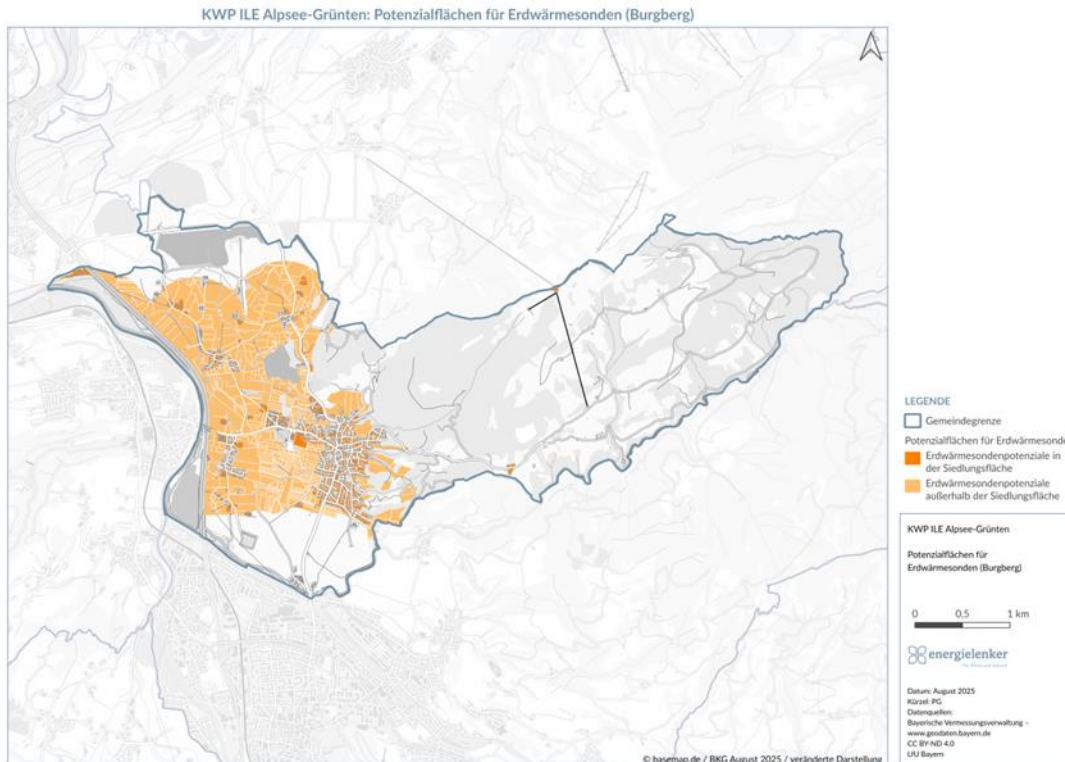 KWP ILE Alpsee-Grünten: Potenzialflächen für Erdwärmesonden (Burgberg)
LEGENDE
Gemeindegrenze
Potenzialflächen für Erdwärmesonde
Erdwärmesondenpotenziale in
der Siedlungsfläche
Erdwärmesondenpotenziale
außerhalb der Siedlungsfläche
KWP ILE Alpsee-Grünten
Potenzialflächen für
Erdwärmesonden (Burgberg)
0 0,5 1 km
energielenker
Datum: August 2025
Kürzel: PG
Datenquellen:
Bayerische Vermessungsverwaltung –
www.geodaten.bayern.de
CC BY-ND 4.0
LfU Bayern
© basemap.de / BKG August 2025 / veränderte Darstellung